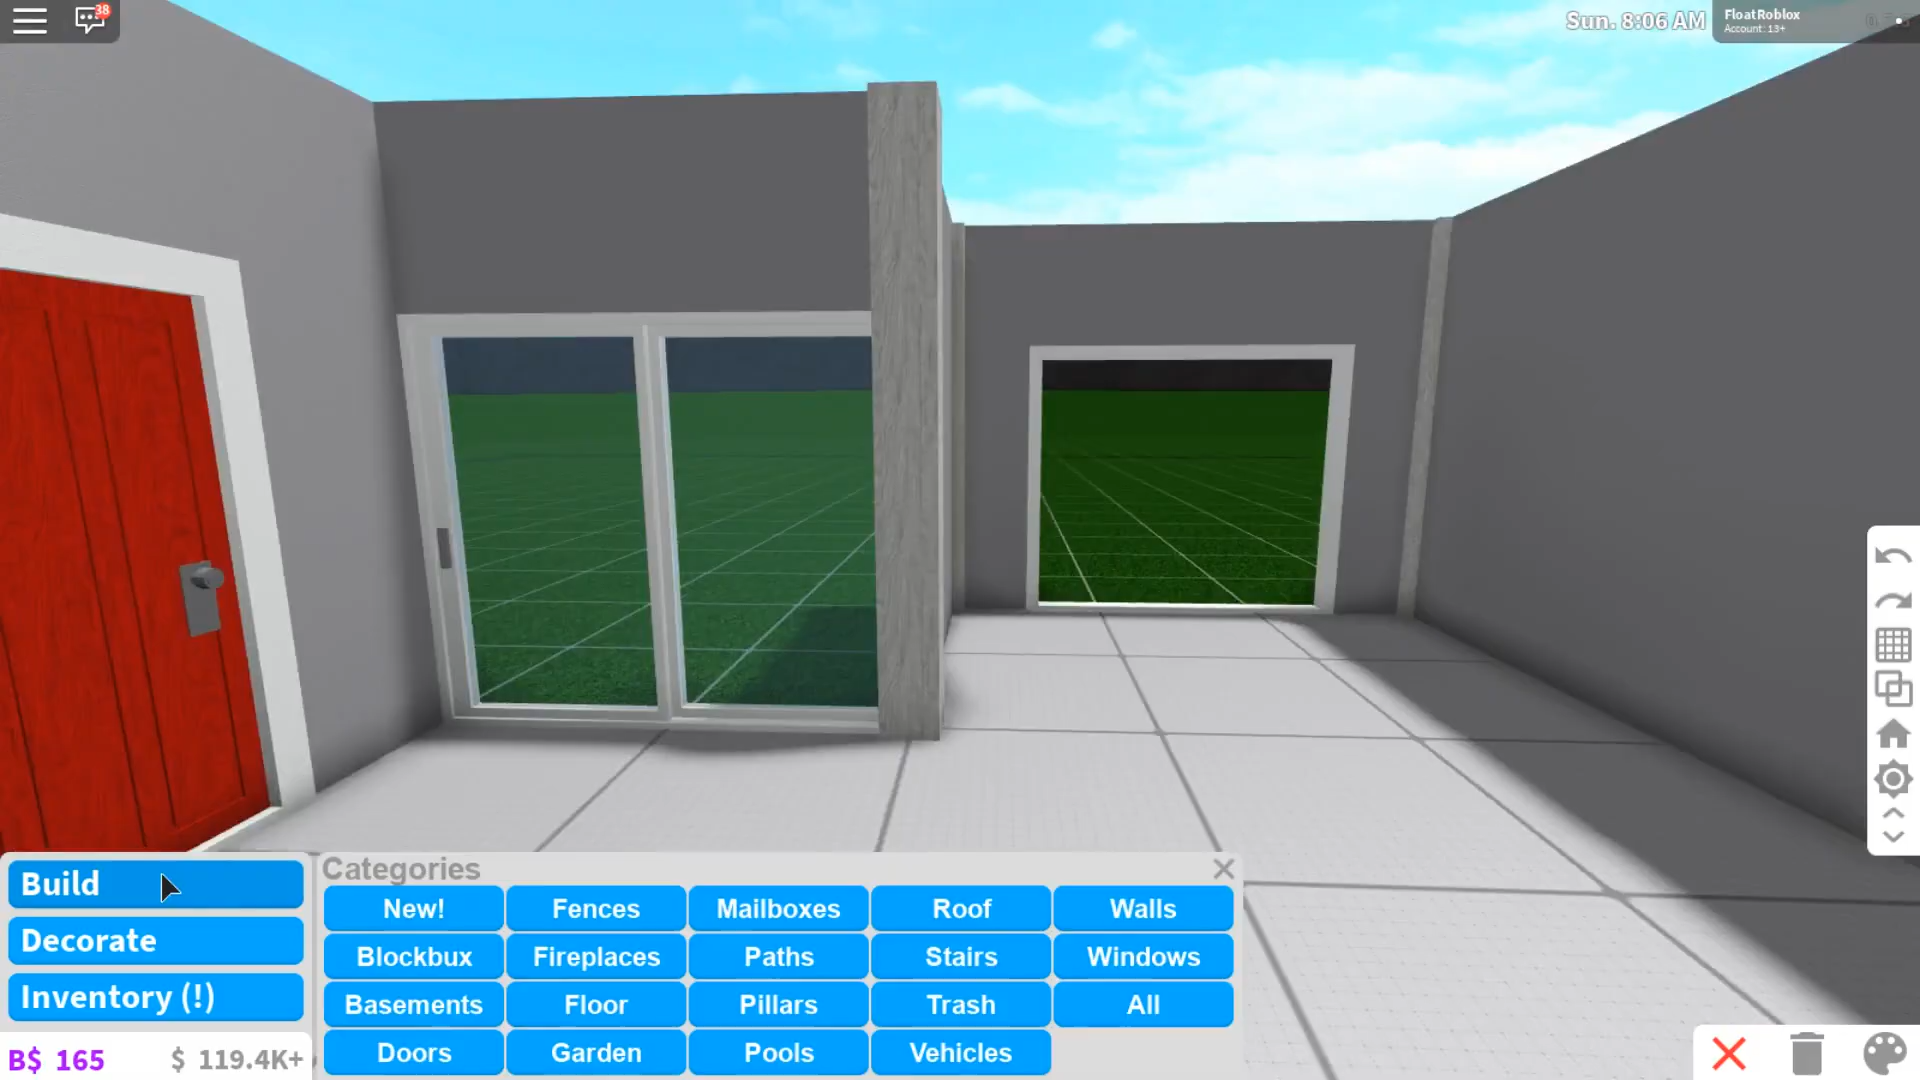 38
Sun. 8:06 AM
FloatRoblox
Account: 13+
Build
Decorate
Inventory (!)
B$ 165
$ 119.4K+
Categories
New! Fences Mailboxes Roof Walls
Blockbux Fireplaces Paths Stairs Windows
Basements Floor Pillars Trash All
Doors Garden Pools Vehicles